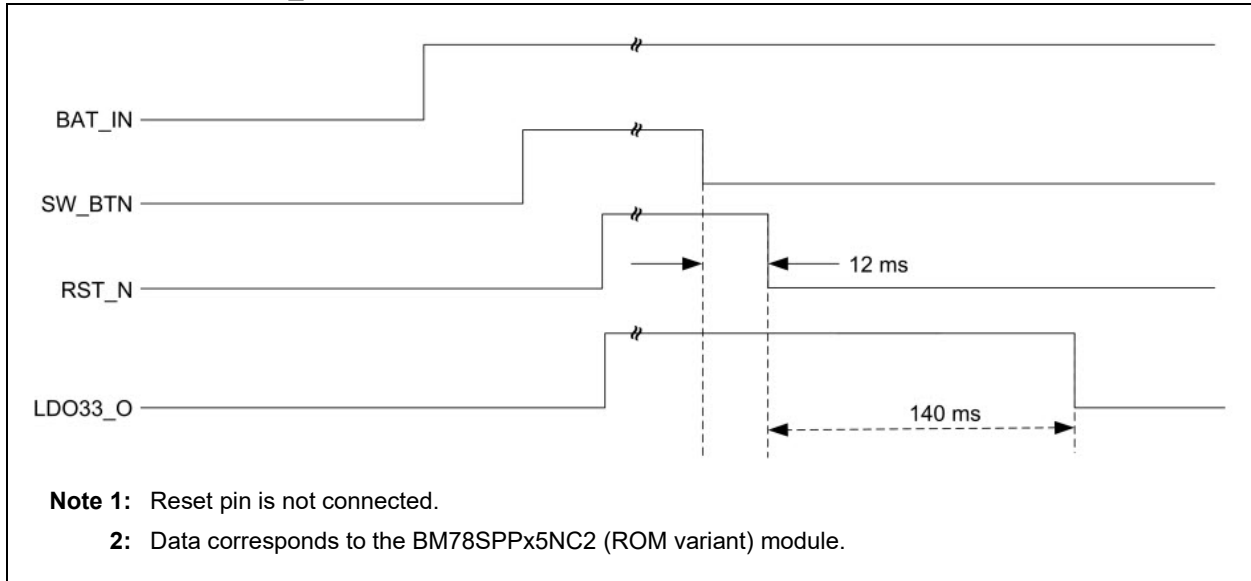 BAT_IN
SW_BTN
12 ms
RST_N
LDO33_O
140 ms
Note 1: Reset pin is not connected.
2: Data corresponds to the BM78SPPx5NC2 (ROM variant) module.